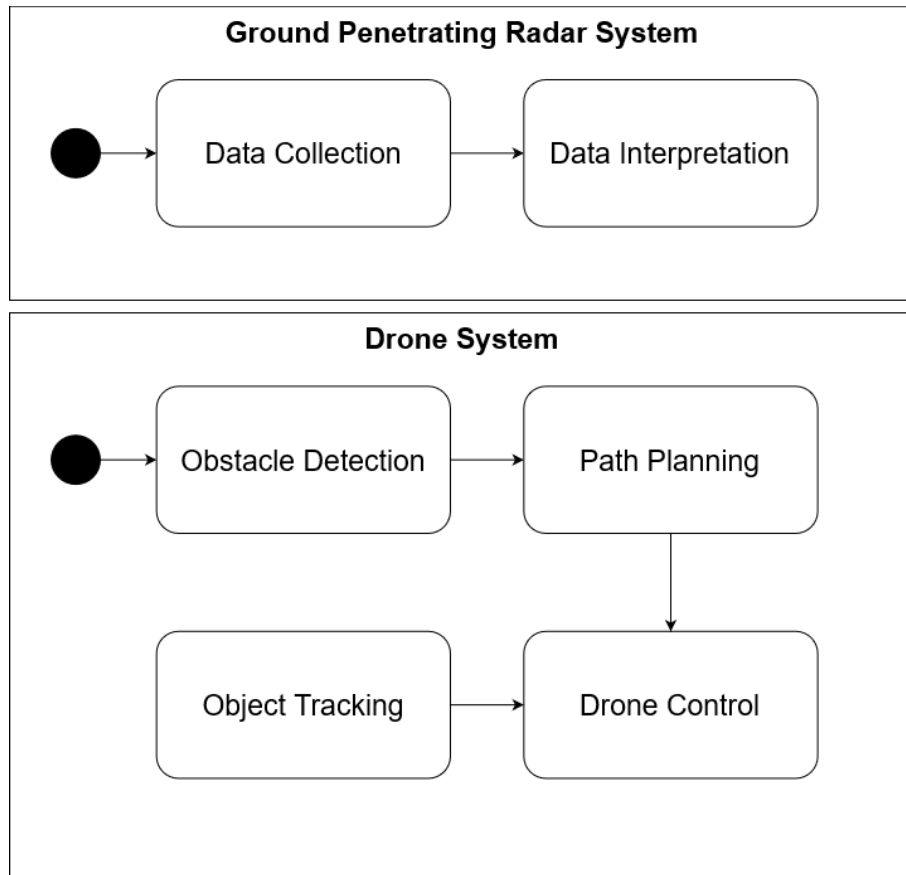 Ground Penetrating Radar System
Data Collection
Data Interpretation
Drone System
Obstacle Detection
Path Planning
Object Tracking
Drone Control